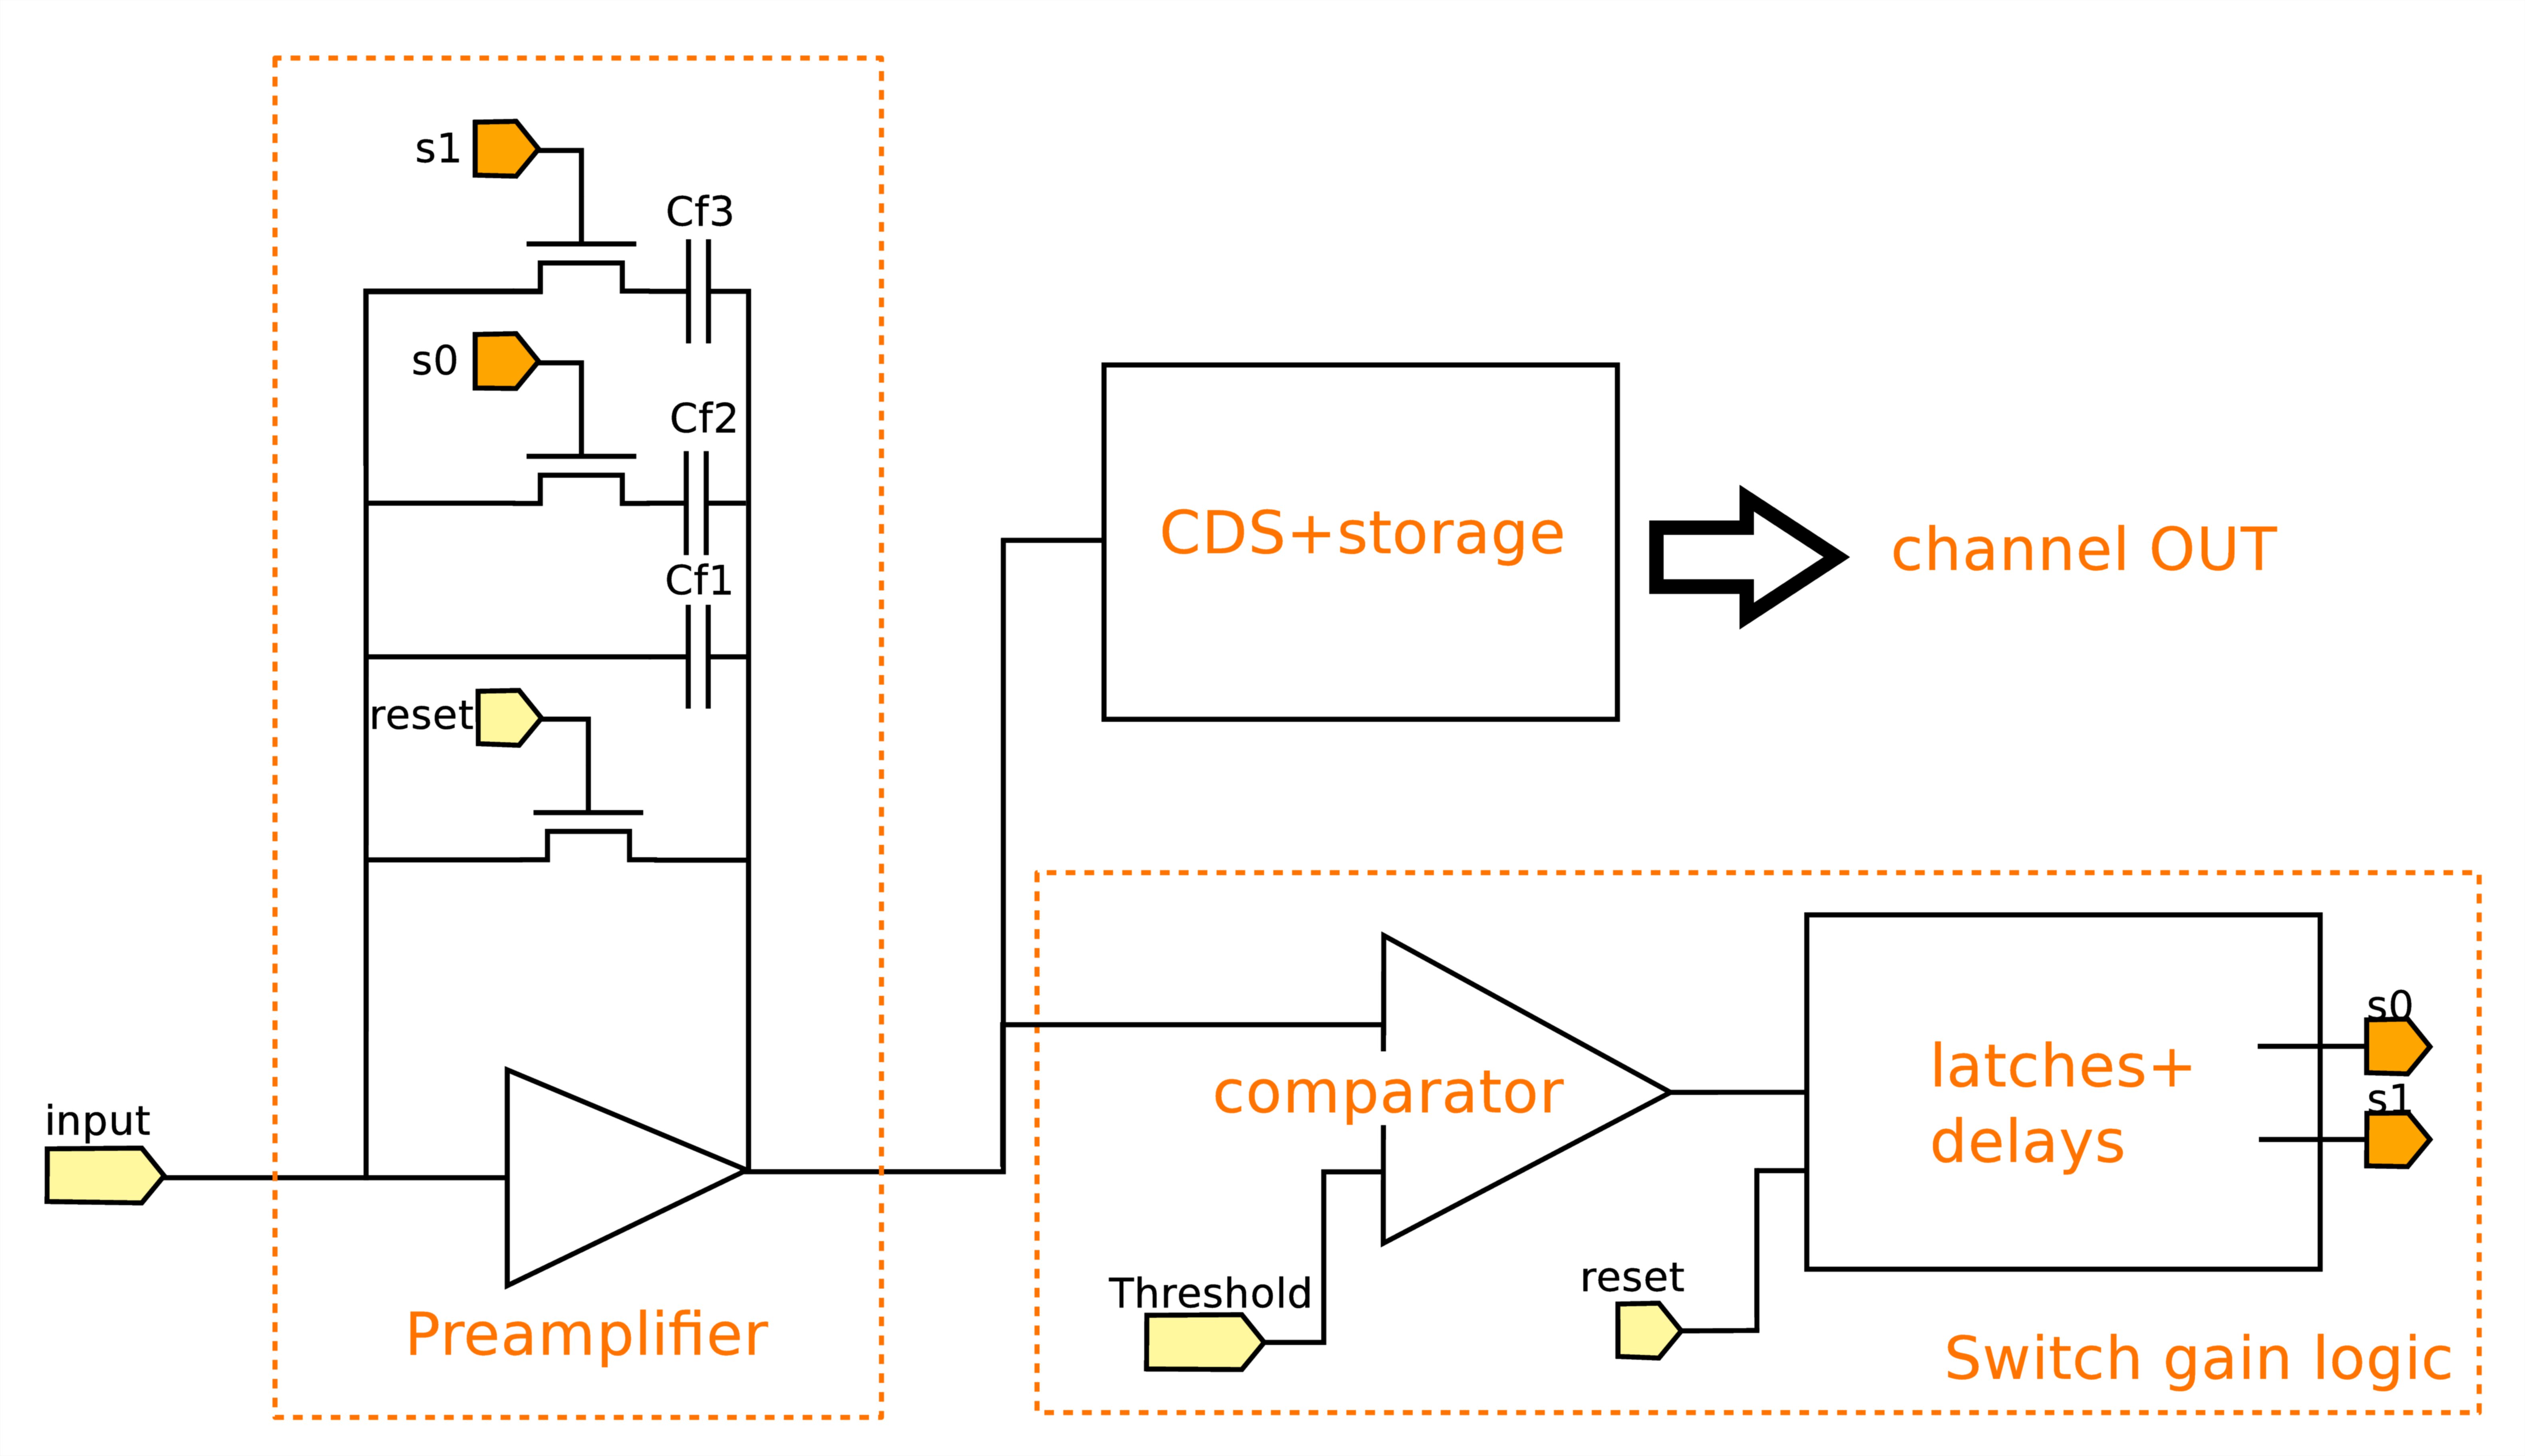 s1
Cf3
s0
Cf2
Cf1
reset
CDS+storage
channel OUT
input
Preamplifier
comparator
Threshold
reset
latches+
delays
s0
s1
Switch gain logic